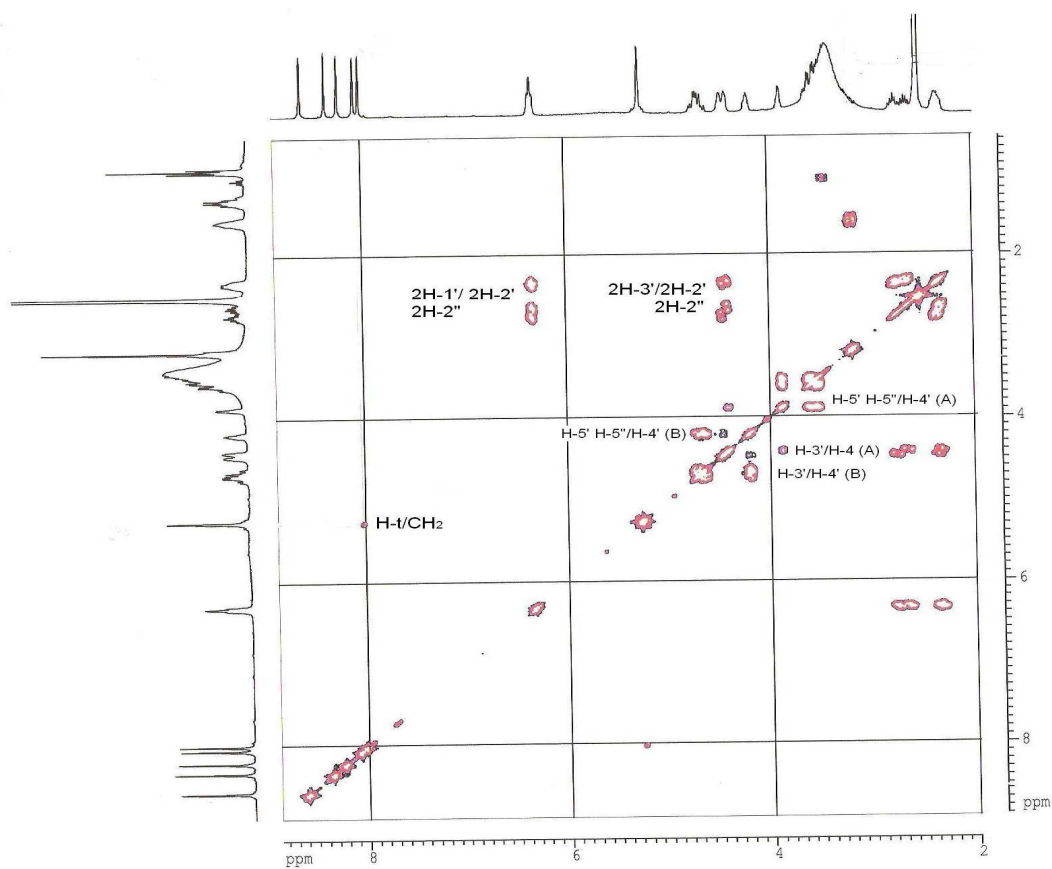 2
2H-1'/ 2H-2'
2H-2"
2H-3'/2H-2'
2H-2"
H-5' H-5"/H-4' (A)
4
H-5' H-5"/H-4' (B)
H-3'/H-4 (A)
H-3'/H-4' (B)
H-t/CH2
6
8
ppm
ppm
8
6
4
2